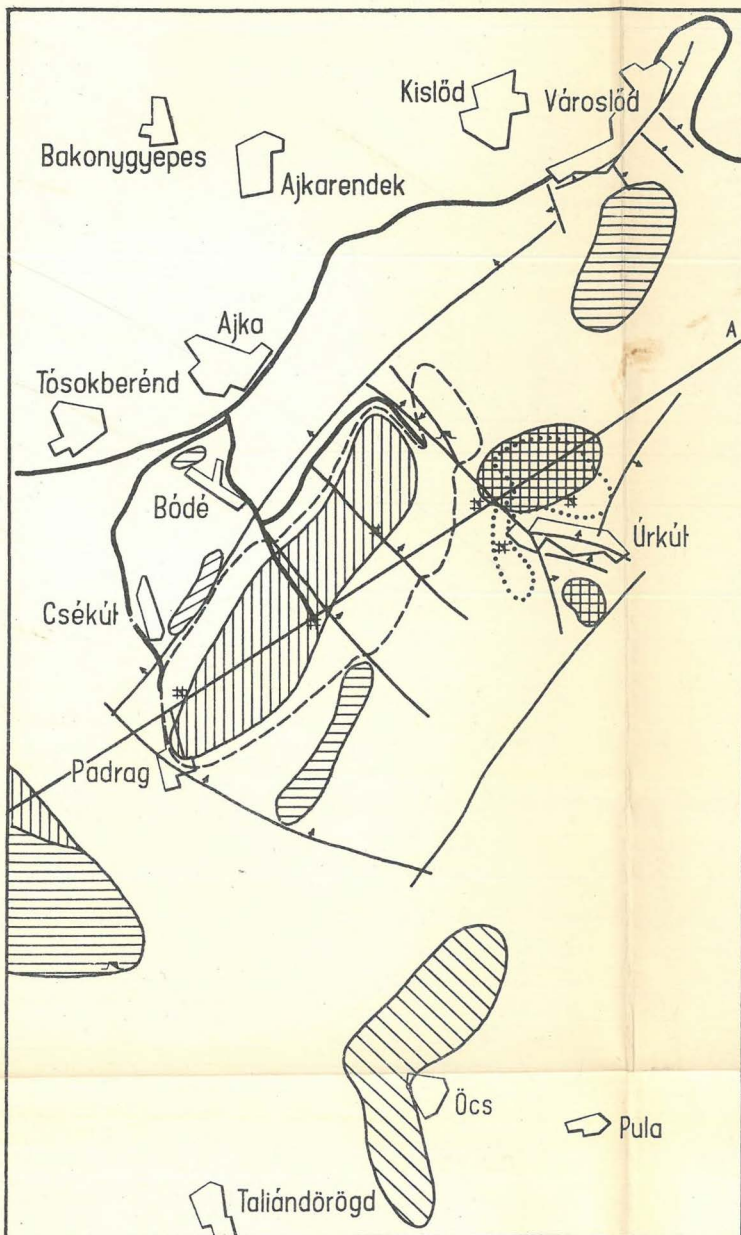 Kislőd
Városlőd
Bakonygyepes
Ajkarendek
Ajka
A
Tósokberénd
Bódé
Úrkút
Csékút
Padrag
Öcs
Pula
Taliándörögd